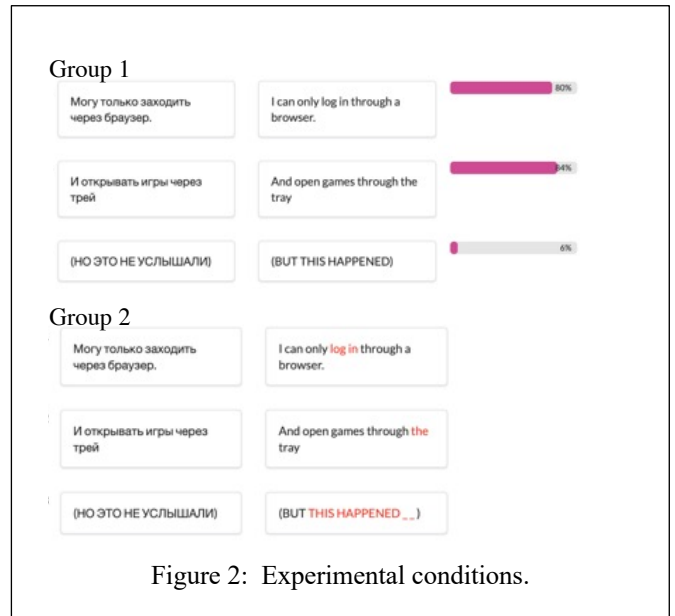 Group 1
Могу только заходить
через браузер.
I can only log in through a
browser.
80%
И открывать игры через
трей
And open games through the
tray
84%
(НО ЭТО НЕ УСЛЫШАЛИ)
(BUT THIS HAPPENED)
6%
Group 2
Могу только заходить
через браузер.
I can only log in through a
browser.
И открывать игры через
трей
And open games through the
tray
(НО ЭТО НЕ УСЛЫШАЛИ)
(BUT THIS HAPPENED _ _ )
Figure 2: Experimental conditions.